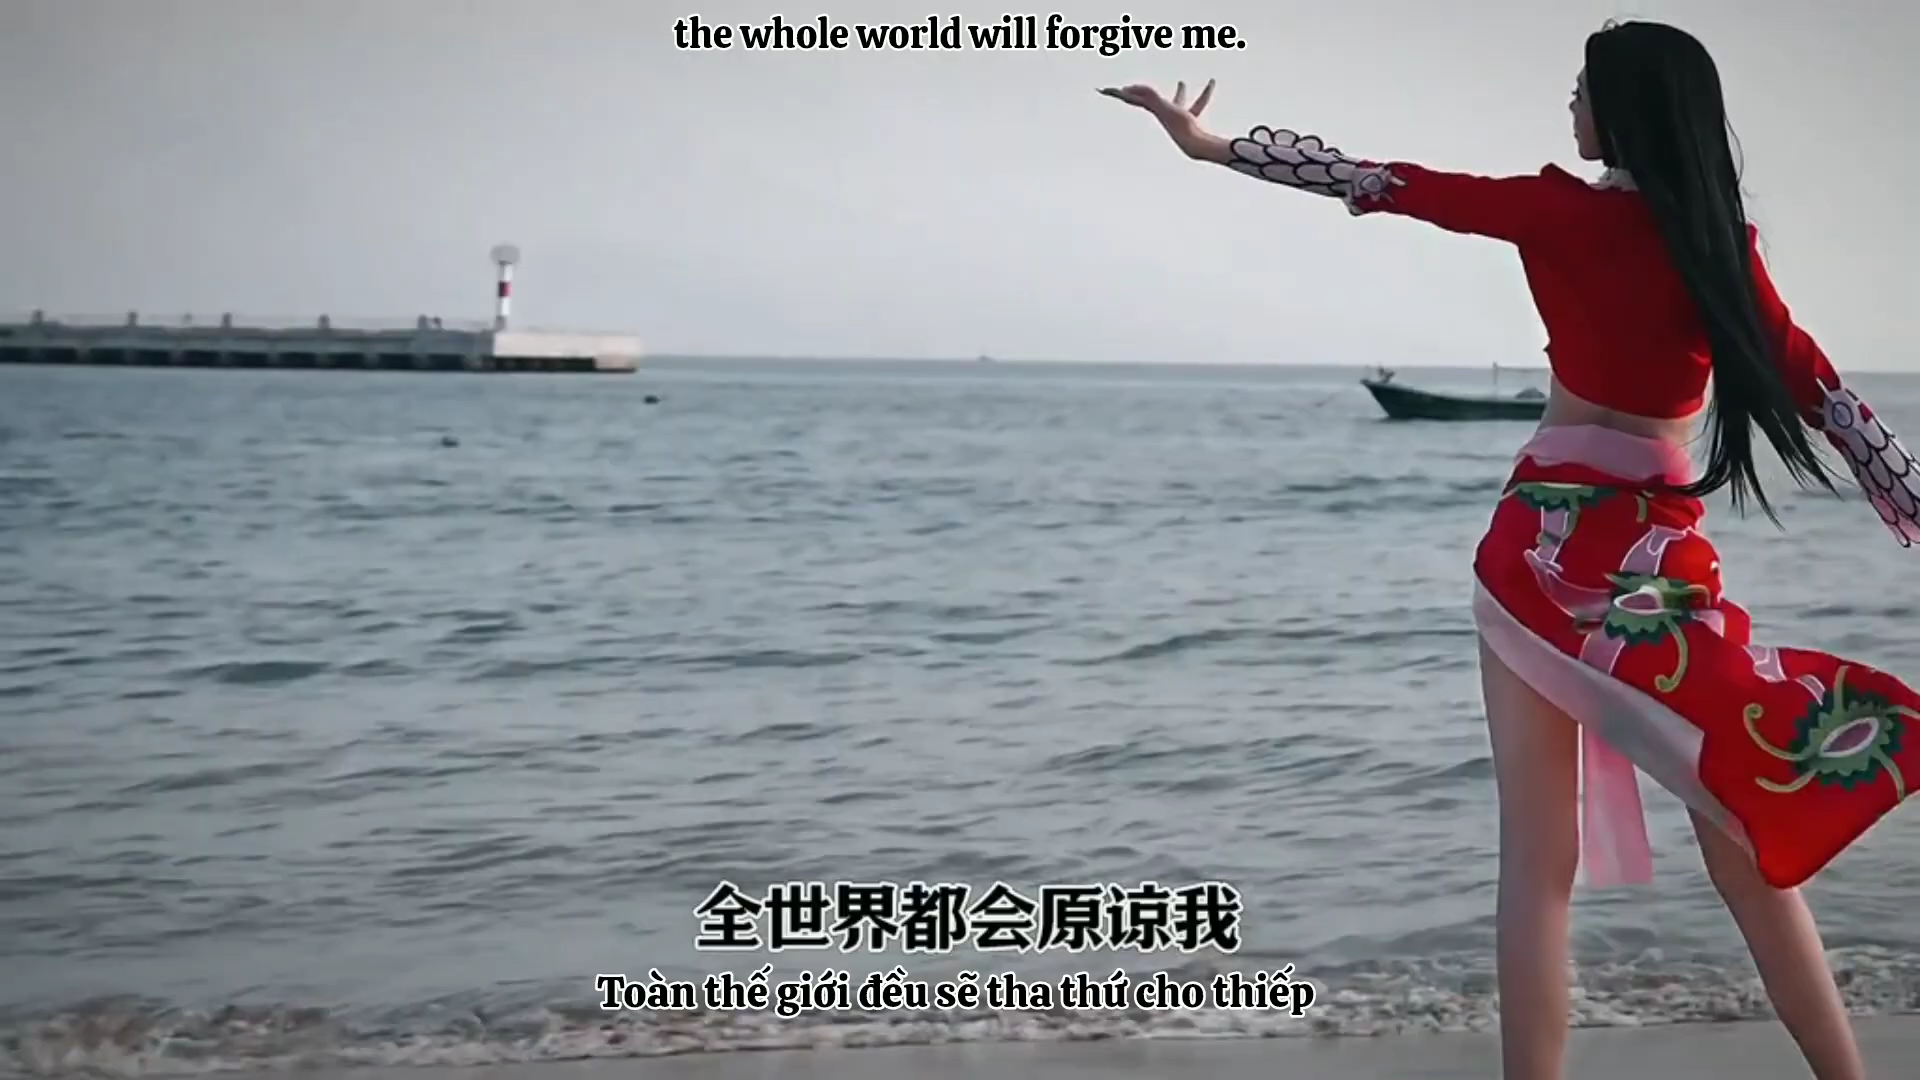 the whole world will forgive me.
全世界都会原谅我
Toàn thế giới đều sẽ tha thứ cho thiếp